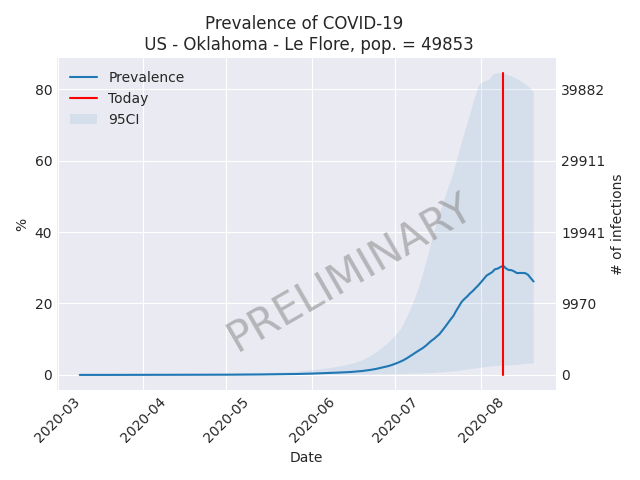 Prevalence of COVID-19
US - Oklahoma - Le Flore, pop. = 49853
Prevalence
Today
95CI
%
80
60
40
20
0
39882
29911
19941
9970
0
# of infections
PRELIMINARY
2020-03
2020-04
2020-05
2020-06
2020-07
2020-08
Date